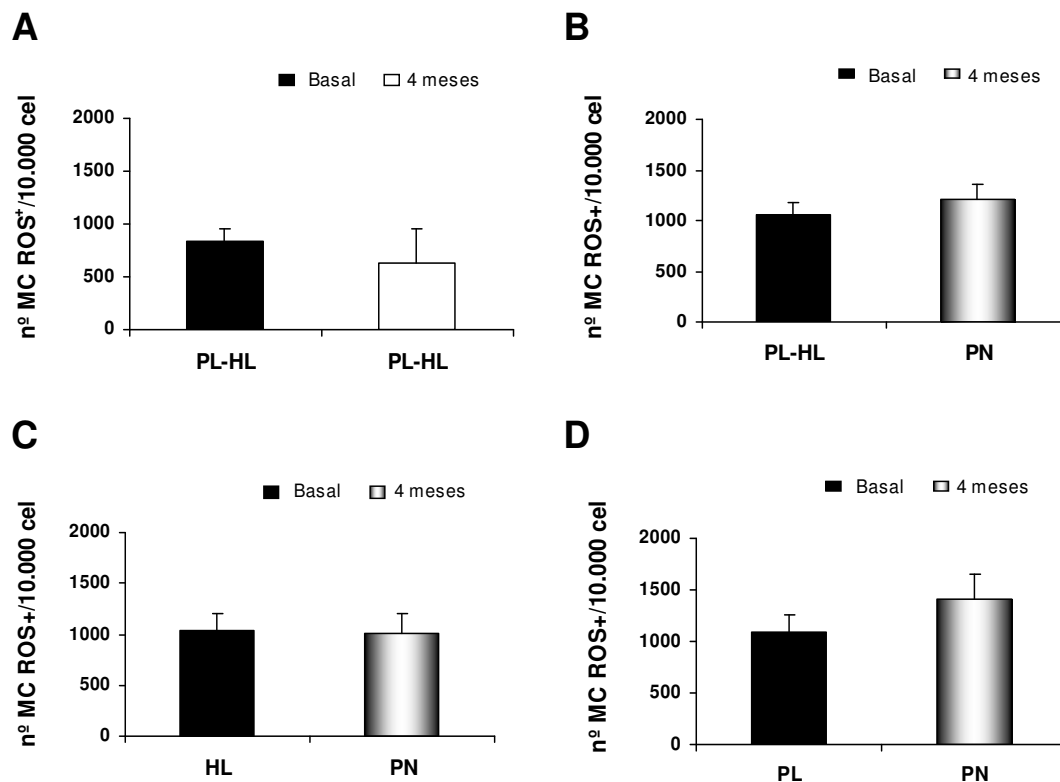 A
Basal 4 meses
nº MC ROS⁺/10.000 cel
2000
1500
1000
500
0
PL-HL PL-HL
B
Basal 4 meses
nº MC ROS+/10.000 cel
2000
1500
1000
500
0
PL-HL PN
C
Basal 4 meses
nº MC ROS+/10.000 cel
2000
1500
1000
500
0
HL PN
D
Basal 4 meses
nº MC ROS+/10.000 cel
2000
1500
1000
500
0
PL PN